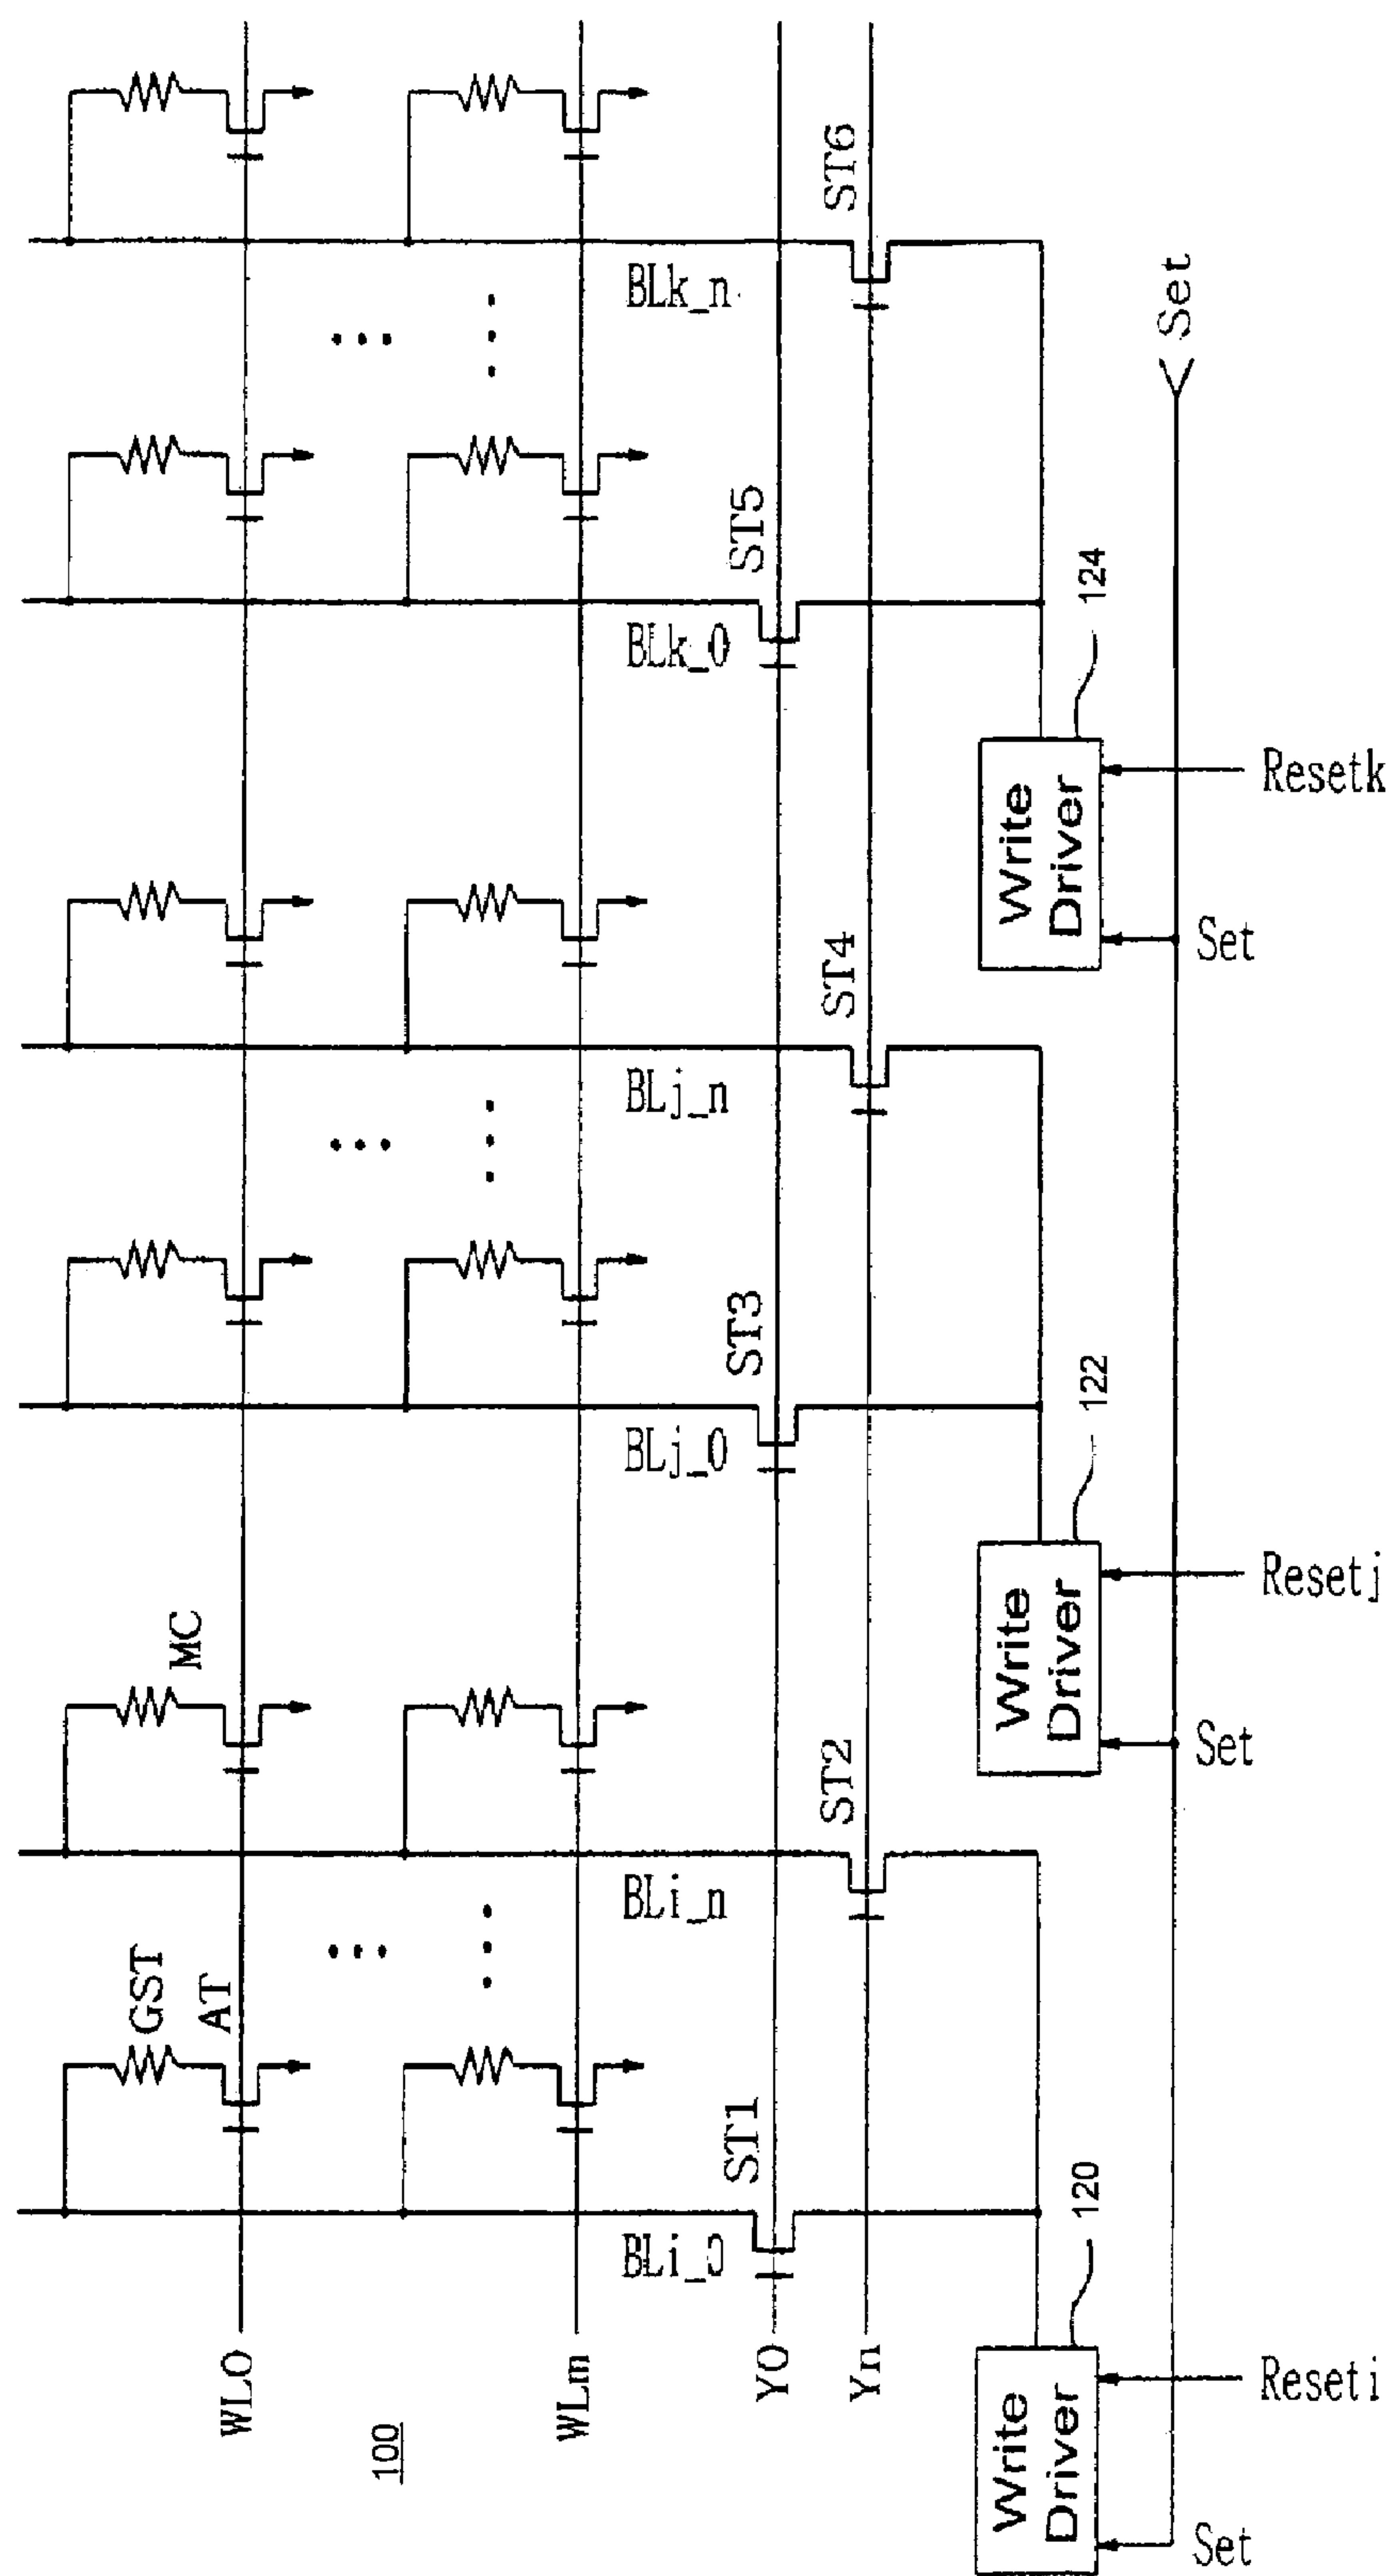 100
WL0
WLm
Y0
Yn
GST
AT
MC
BLi_0
BLi_n
BLj_0
BLj_n
BLk_0
BLk_n
ST1
ST2
ST3
ST4
ST5
ST6
Write
Driver
120
Set
Reseti
Write
Driver
122
Set
Resetj
Write
Driver
124
Set
Resetk
Set